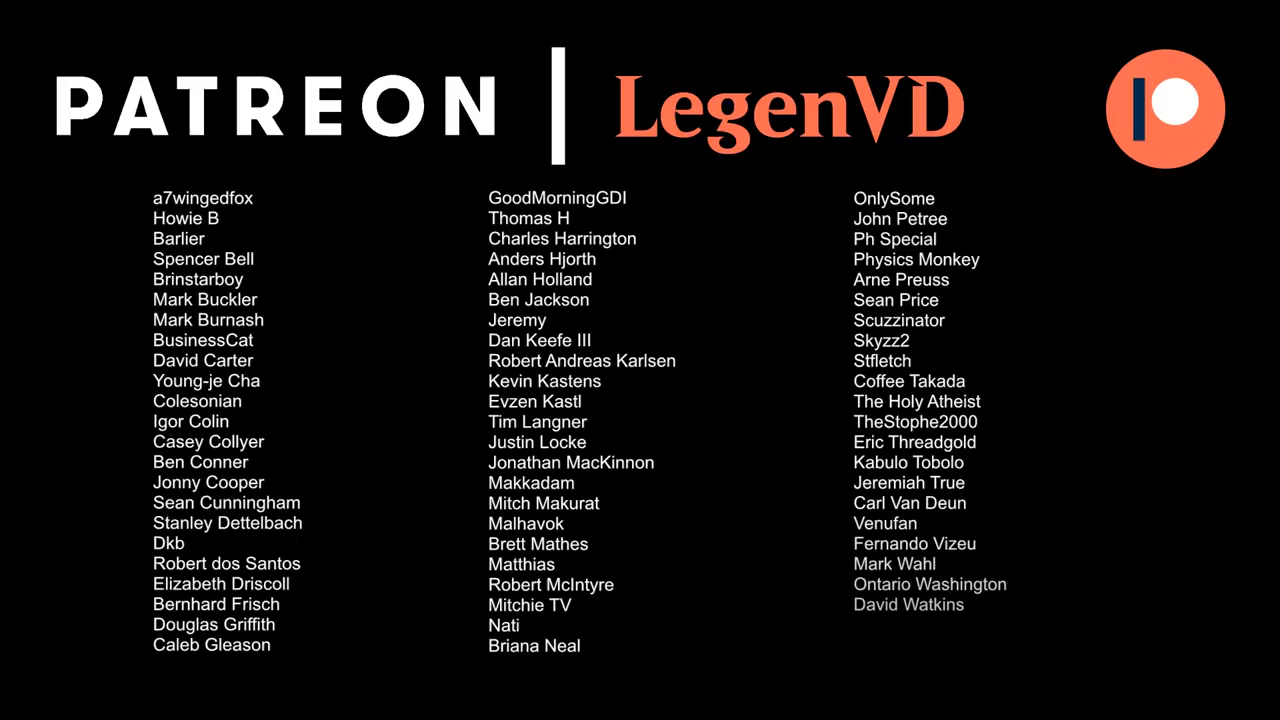 PATREON | LegenVD
a7wingedfox
Howie B
Barlier
Spencer Bell
Brinstarboy
Mark Buckler
Mark Burnash
BusinessCat
David Carter
Young-je Cha
Colesonian
Igor Colin
Casey Collyer
Ben Conner
Jonny Cooper
Sean Cunningham
Stanley Dettelbach
Dkb
Robert dos Santos
Elizabeth Driscoll
Bernhard Frisch
Douglas Griffith
Caleb Gleason
GoodMorningGDI
Thomas H
Charles Harrington
Anders Hjorth
Allan Holland
Ben Jackson
Jeremy
Dan Keefe III
Robert Andreas Karlsen
Kevin Kastens
Evzen Kastl
Tim Langner
Justin Locke
Jonathan MacKinnon
Makkadam
Mitch Makurat
Malhavok
Brett Mathes
Matthias
Robert McIntyre
Mitchie TV
Nati
Briana Neal
OnlySome
John Petree
Ph Special
Physics Monkey
Arne Preuss
Sean Price
Scuzzinator
Skyzz2
Stfletch
Coffee Takada
The Holy Atheist
TheStophe2000
Eric Threadgold
Kabulo Tobolo
Jeremiah True
Carl Van Deun
Venufan
Fernando Vizeu
Mark Wahl
Ontario Washington
David Watkins